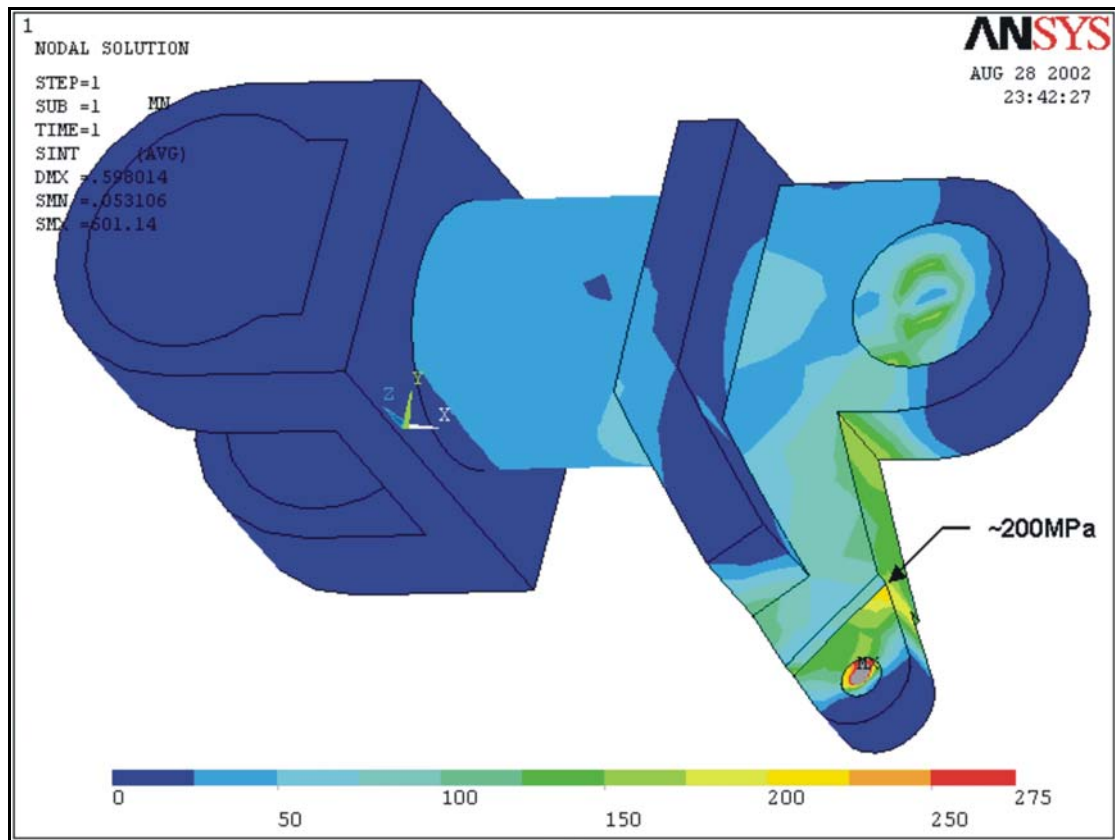 1
NODAL SOLUTION
STEP=1
SUB =1
TIME=1
SINT (AVG)
DMX =.598014
SMN =.053106
SMX =601.14
MN
ANSYS
AUG 28 2002
23:42:27
Z
Y
X
~200MPa
MX
0
50
100
150
200
250
275